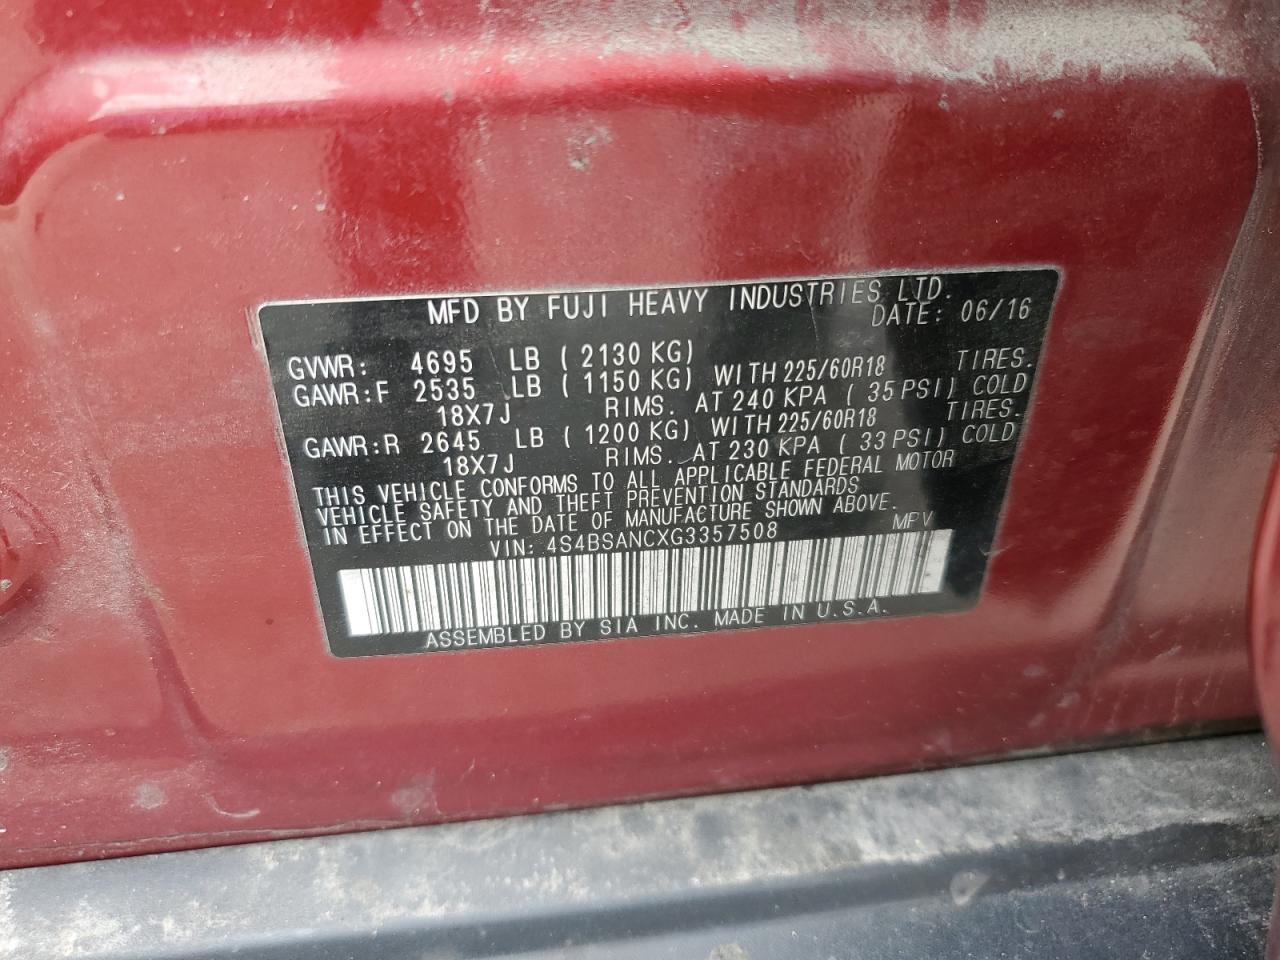 MFD BY FUJI HEAVY INDUSTRIES LTD.
DATE: 06/16
GVWR: 4695 LB ( 2130 KG)
GAWR:F 2535 LB ( 1150 KG) WITH 225/60R18 TIRES.
18X7J RIMS. AT 240 KPA ( 35 PSI) COLD
GAWR:R 2645 LB ( 1200 KG) WITH 225/60R18 TIRES.
18X7J RIMS. AT 230 KPA ( 33 PSI) COLD
THIS VEHICLE CONFORMS TO ALL APPLICABLE FEDERAL MOTOR
VEHICLE SAFETY AND THEFT PREVENTION STANDARDS
IN EFFECT ON THE DATE OF MANUFACTURE SHOWN ABOVE.
VIN: 4S4BSANCXG3357508 MPV
ASSEMBLED BY SIA INC. MADE IN U.S.A.